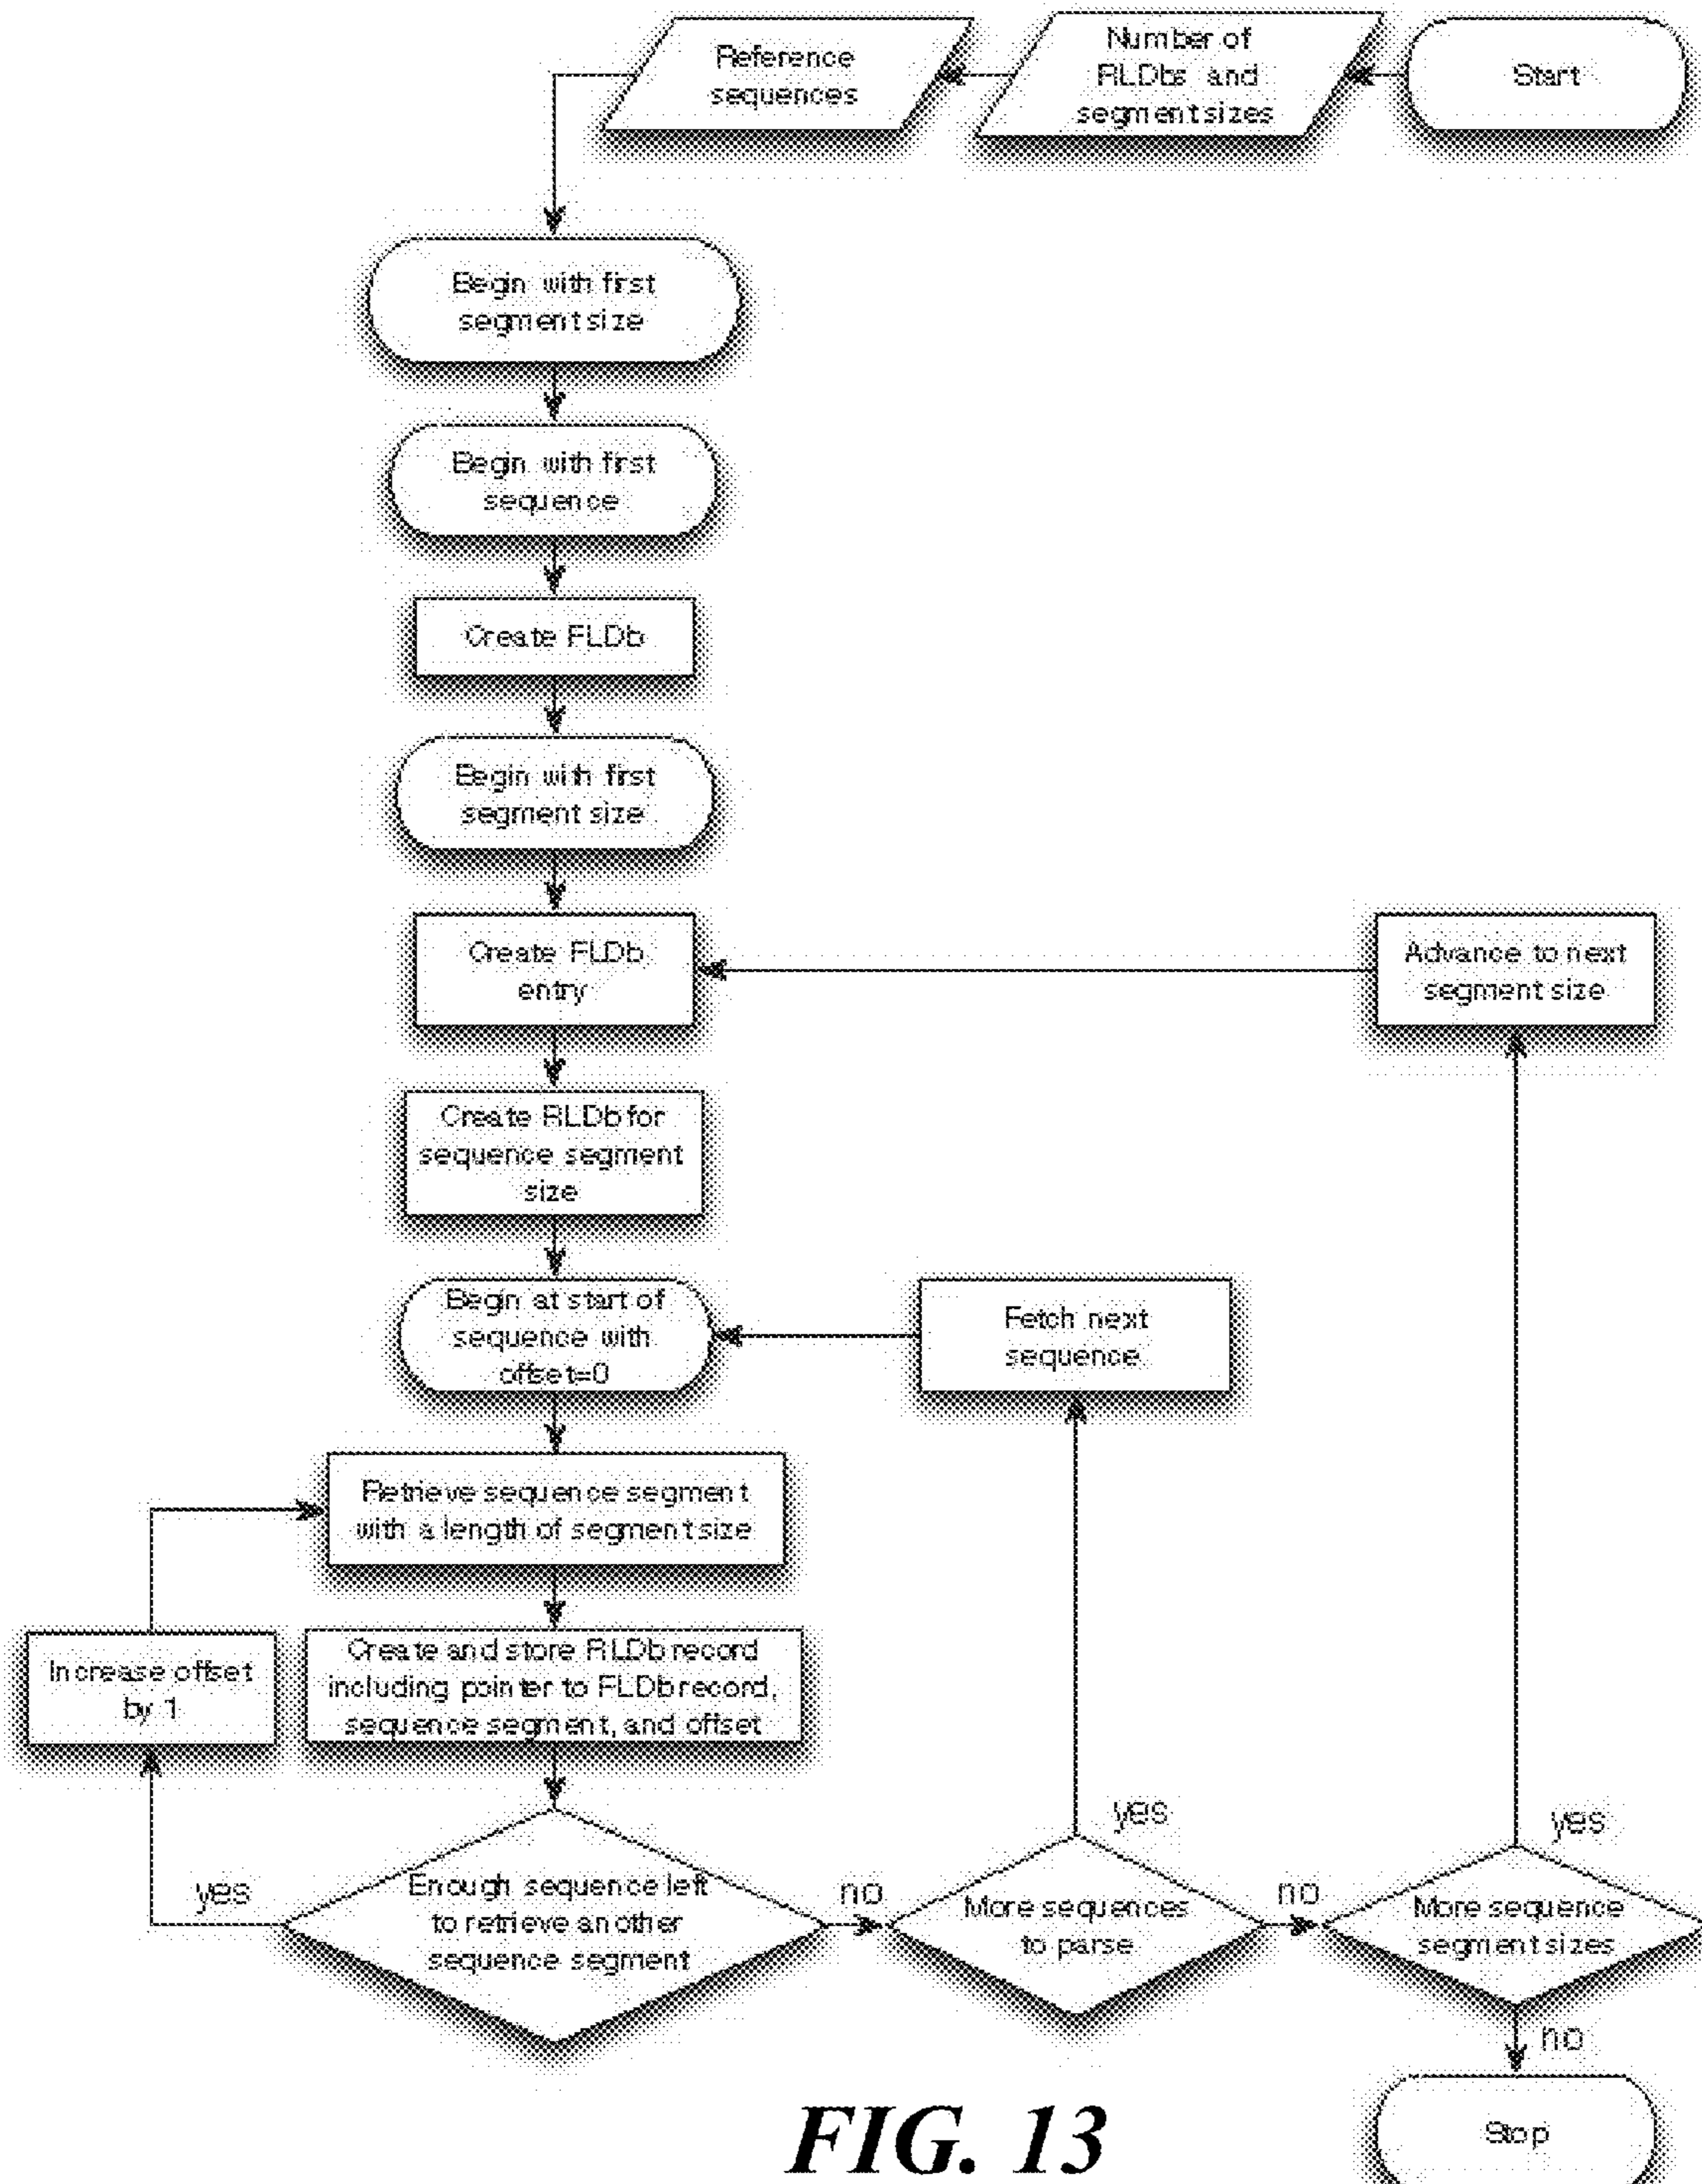 Start
Number of
RLDbs and
segment sizes
Reference
sequences
Begin with first
segment size
Begin with first
sequence
Create FLDb
Begin with first
segment size
Create FLDb
entry
Advance to next
segment size
Create RLDb for
sequence segment
size
Begin at start of
sequence with
offset=0
Fetch next
sequence
Retrieve sequence segment
with a length of segment size
Increase offset
by 1
Create and store RLDb record
including pointer to FLDb record,
sequence segment, and offset
yes
Enough sequence left
to retrieve another
sequence segment
no
yes
More sequences
to parse
no
yes
More sequence
segment sizes
no
Stop
FIG. 13